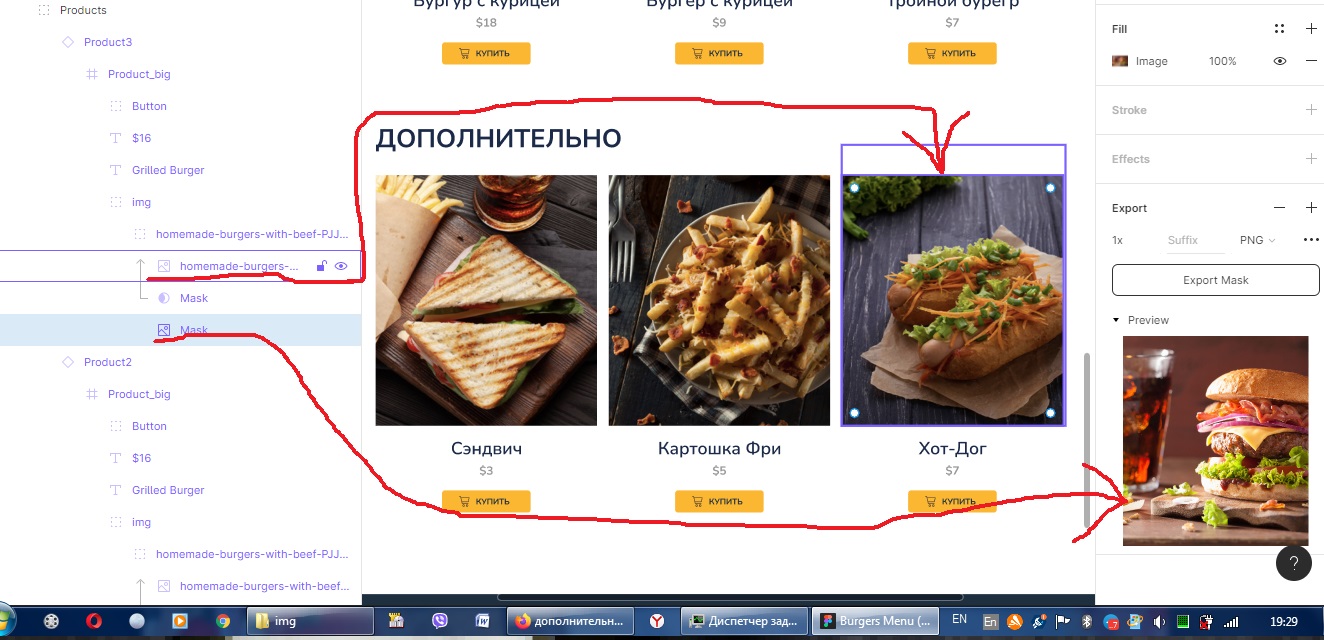 Products
Product3
Product_big
Button
$16
Grilled Burger
img
homemade-burgers-with-beef-PJJ...
homemade-burgers-...
Mask
Mask
Product2
Product_big
Button
$16
Grilled Burger
img
homemade-burgers-with-beef-PJJ...
homemade-burgers-with-beef...
Бургур с курицей
Бургер с курицей
Тройной бурегр
$18
$9
$7
КУПИТЬ
КУПИТЬ
КУПИТЬ
ДОПОЛНИТЕЛЬНО
Сэндвич
Картошка Фри
Хот-Дог
$3
$5
$7
КУПИТЬ
КУПИТЬ
КУПИТЬ
Fill
Image 100%
Stroke
Effects
Export
1x Suffix PNG
Export Mask
Preview
?
img
дополнительн...
Диспетчер зад...
Burgers Menu (...
EN
En
19:29